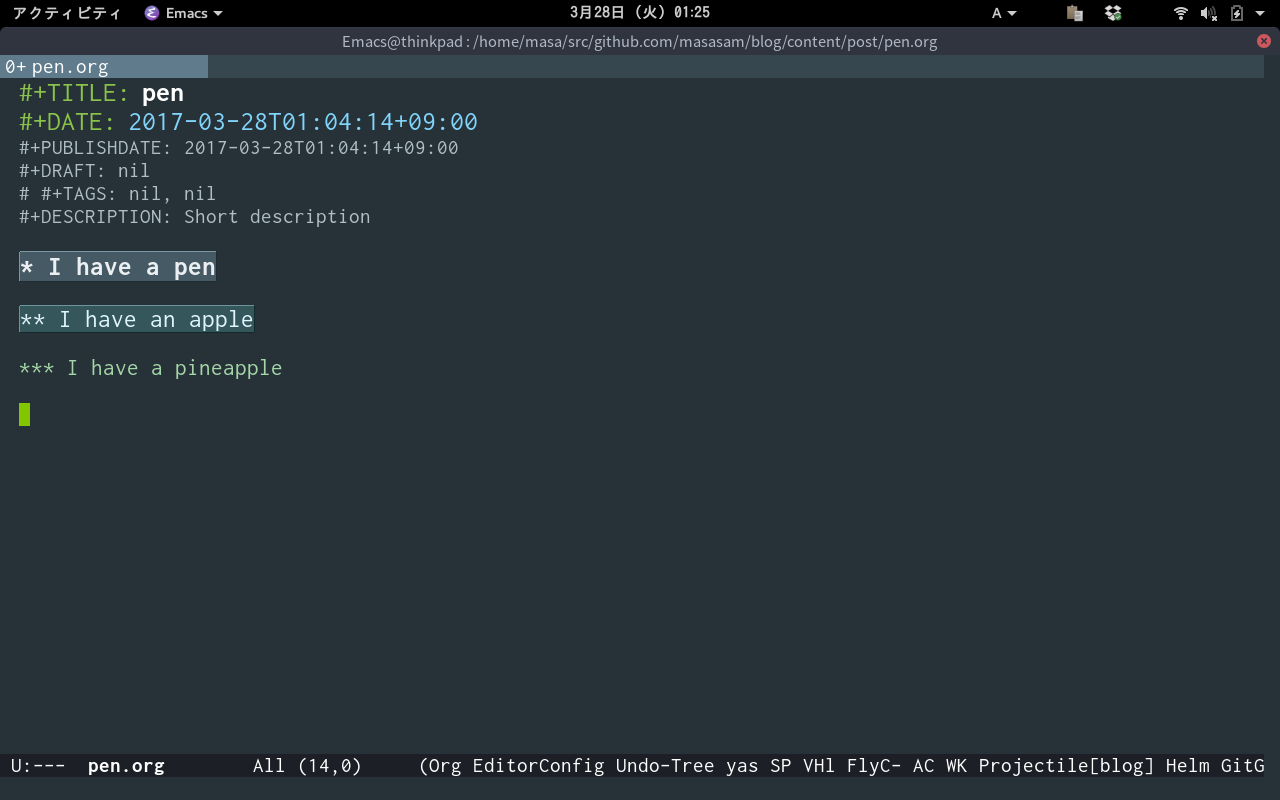 アクティビティ Emacs 3月28日 (火) 01:25 A
Emacs@thinkpad:/home/masa/src/github.com/masasam/blog/content/post/pen.org
0+ pen.org
#+TITLE: pen
#+DATE: 2017-03-28T01:04:14+09:00
#+PUBLISHDATE: 2017-03-28T01:04:14+09:00
#+DRAFT: nil
# #+TAGS: nil, nil
#+DESCRIPTION: Short description
* I have a pen
** I have an apple
*** I have a pineapple
U:--- pen.org All (14,0) (Org EditorConfig Undo-Tree yas SP VHl FlyC- AC WK Projectile[blog] Helm GitG